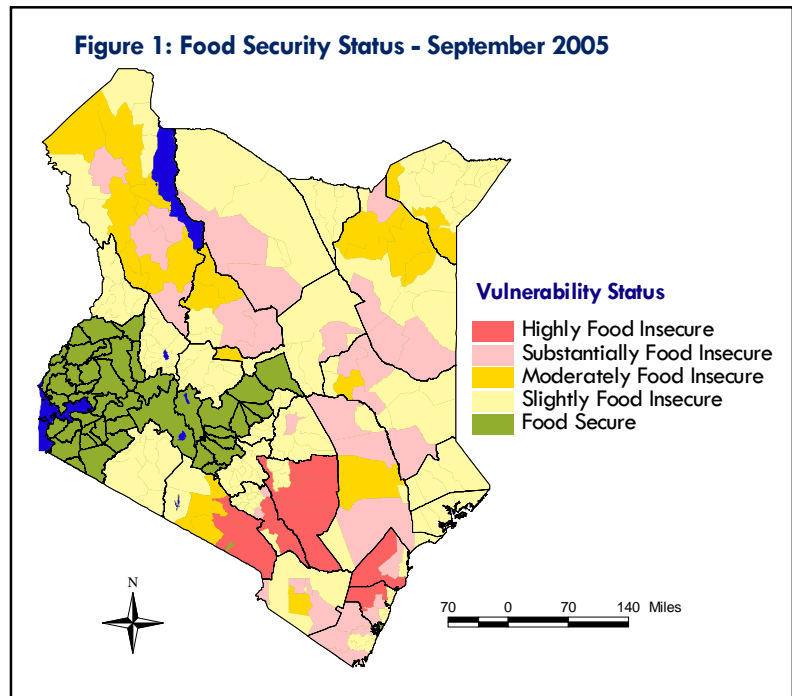 Figure 1: Food Security Status - September 2005
Vulnerability Status
Highly Food Insecure
Substantially Food Insecure
Moderately Food Insecure
Slightly Food Insecure
Food Secure
N
70 0 70 140 Miles